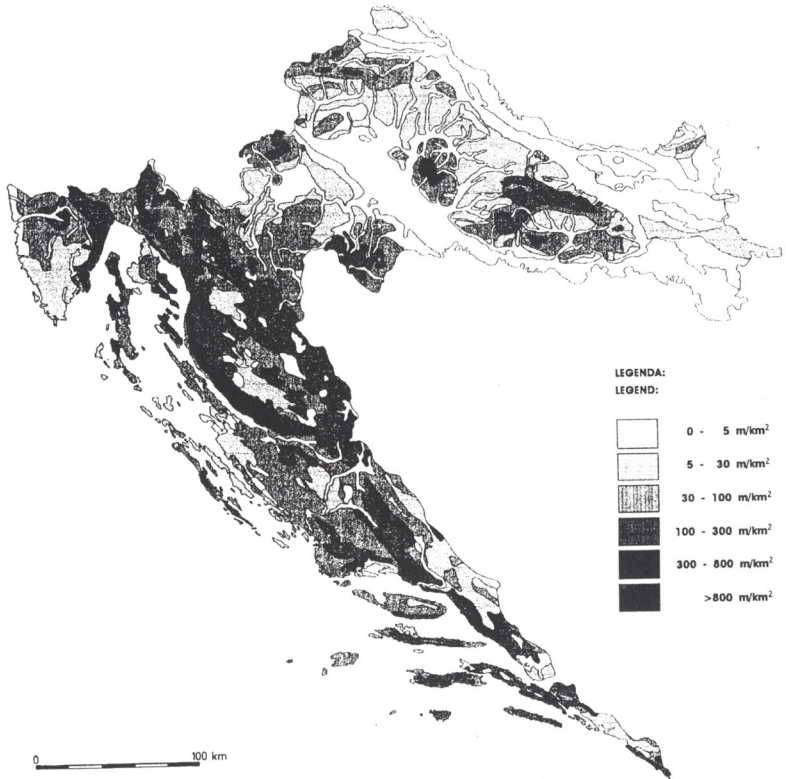 LEGENDA:
LEGEND:
0 - 5 m/km²
5 - 30 m/km²
30 - 100 m/km²
100 - 300 m/km²
300 - 800 m/km²
>800 m/km²
0 100 km